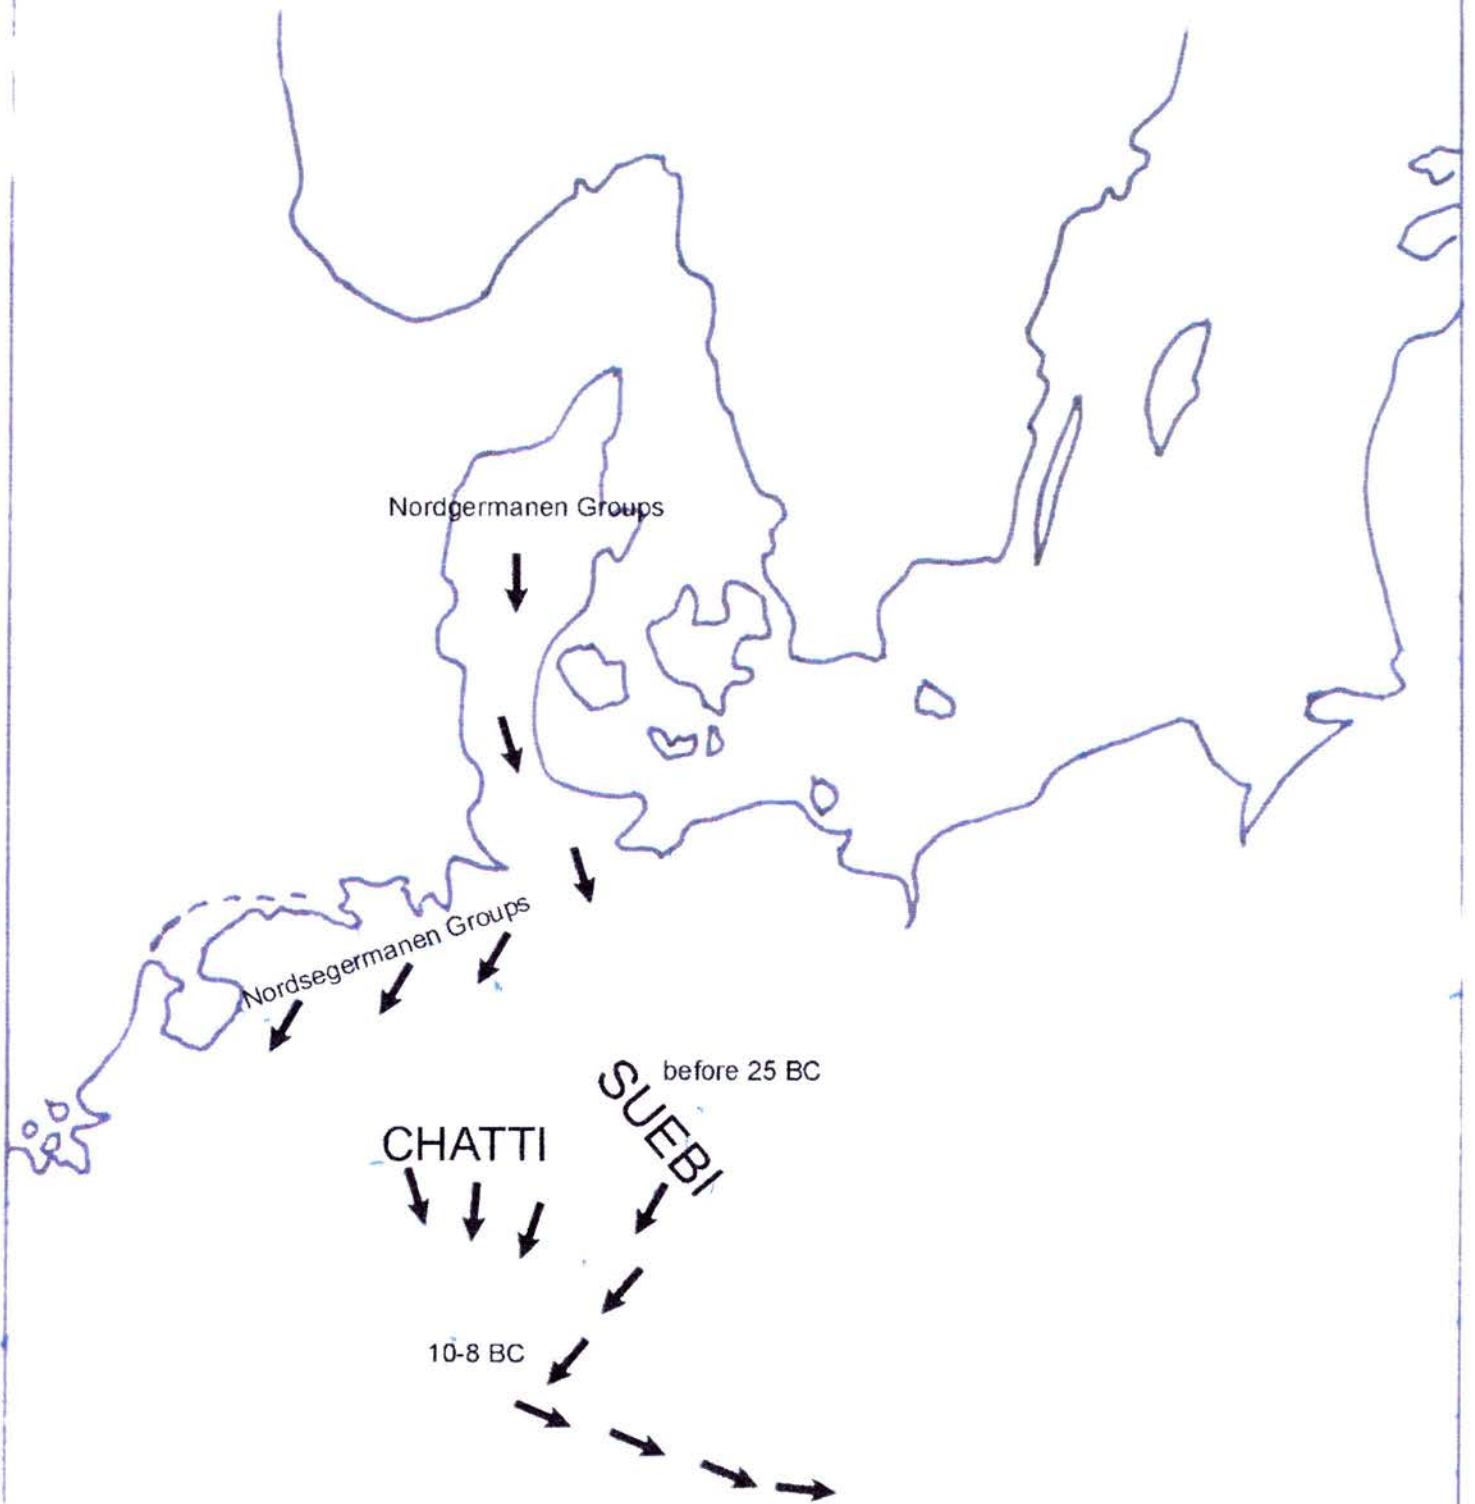 Nordgermanen Groups
Nordsegermanen Groups
before 25 BC
SUEBI
CHATTI
10-8 BC